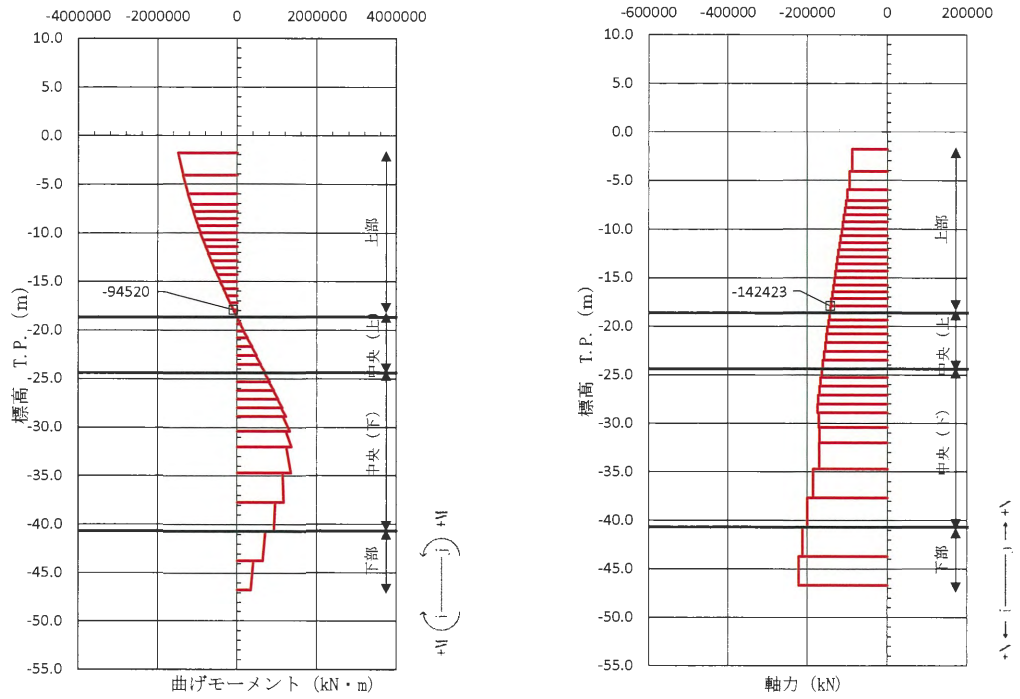 -4000000 -2000000 0 2000000 4000000
10.0
5.0
0.0
-5.0
-10.0
-15.0
-20.0
-25.0
-30.0
-35.0
-40.0
-45.0
-50.0
-55.0
標高 T.P. (m)
-94520
上部
中央（上）
中央（下）
下部
曲げモーメント (kN・m)
+M i j +M
-600000 -400000 -200000 0 200000
10.0
5.0
0.0
-5.0
-10.0
-15.0
-20.0
-25.0
-30.0
-35.0
-40.0
-45.0
-50.0
-55.0
標高 T.P. (m)
-142423
上部
中央（上）
中央（下）
下部
軸力 (kN)
+N ← i j → +N